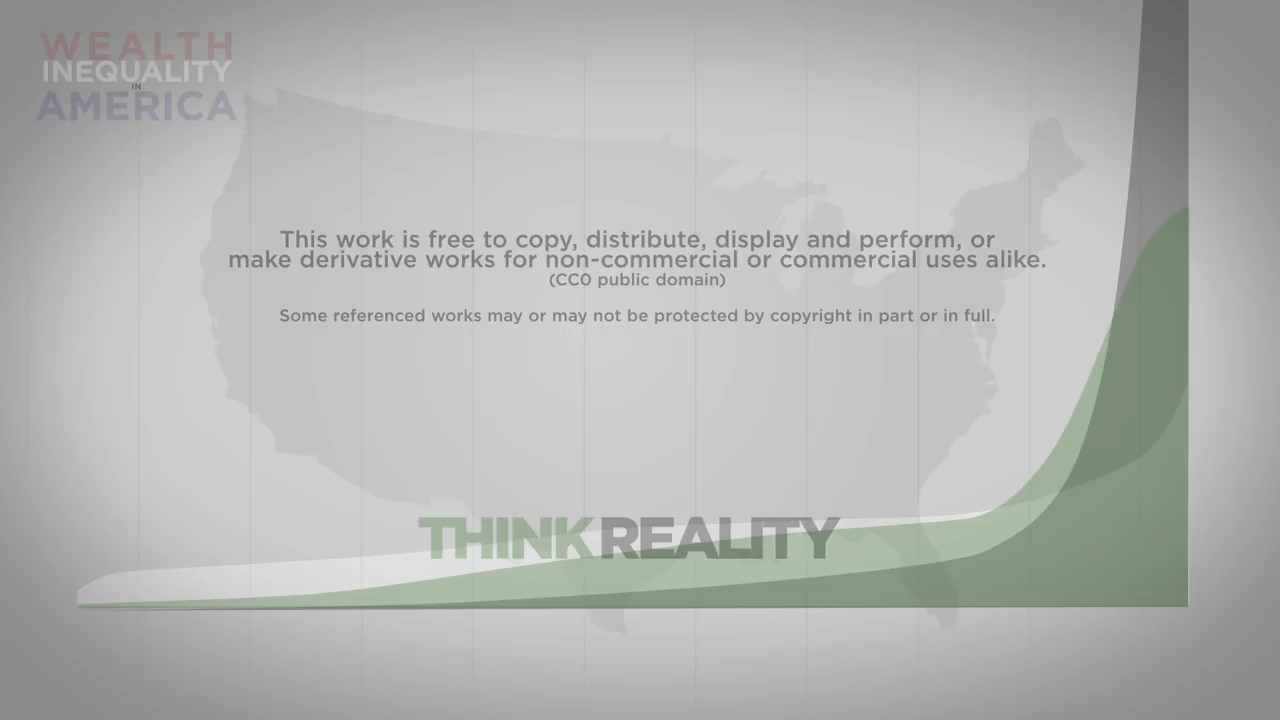 WEALTH
INEQUALITY
IN
AMERICA
This work is free to copy, distribute, display and perform, or
make derivative works for non-commercial or commercial uses alike.
(CC0 public domain)
Some referenced works may or may not be protected by copyright in part or in full.
THINKREALITY